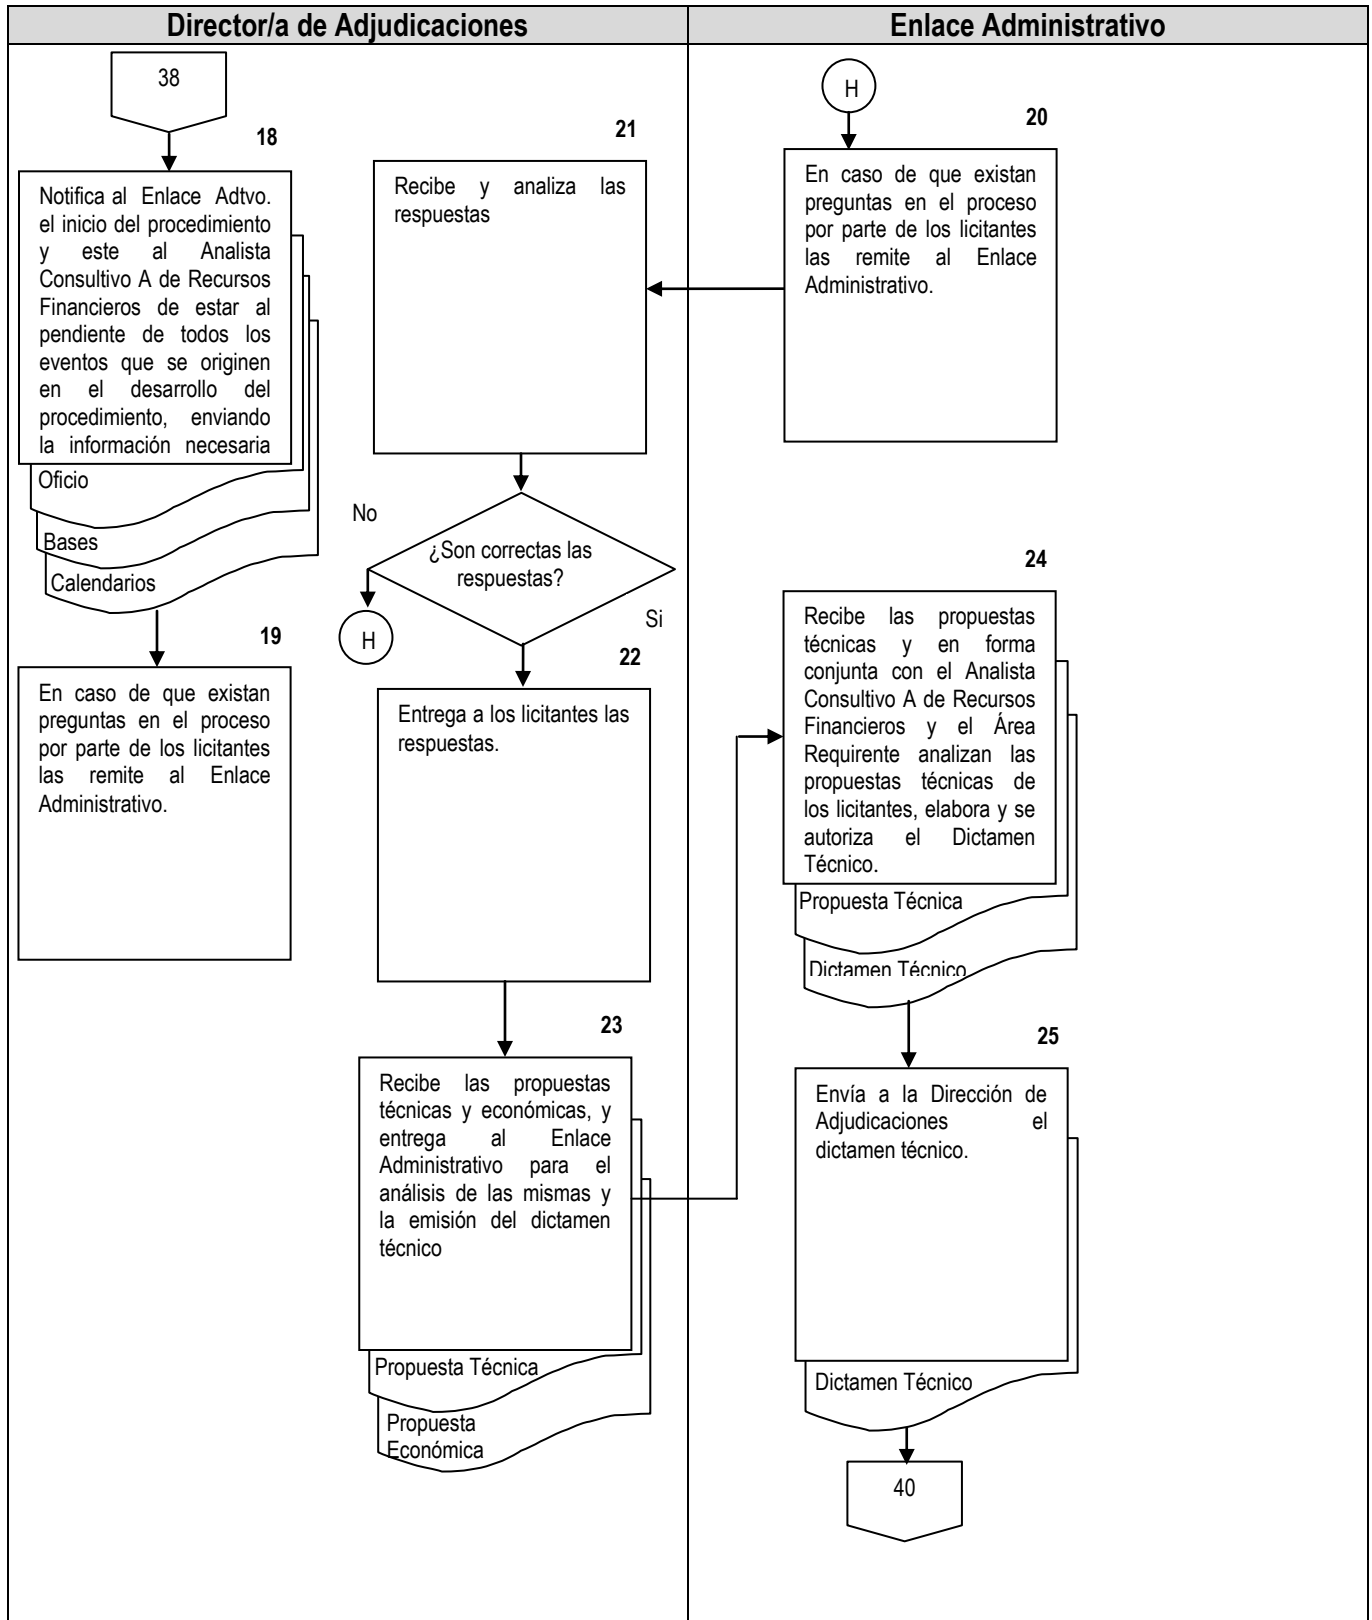 Director/a de Adjudicaciones
Enlace Administrativo
38
18
Notifica al Enlace Adtvo.
el inicio del procedimiento
y este al Analista
Consultivo A de Recursos
Financieros de estar al
pendiente de todos los
eventos que se originen
en el desarrollo del
procedimiento, enviando
la información necesaria
Oficio
Bases
Calendarios
19
En caso de que existan
preguntas en el proceso
por parte de los licitantes
las remite al Enlace
Administrativo.
H
20
En caso de que existan
preguntas en el proceso
por parte de los licitantes
las remite al Enlace
Administrativo.
21
Recibe y analiza las
respuestas
¿Son correctas las
respuestas?
No
H
Si
22
Entrega a los licitantes las
respuestas.
23
Recibe las propuestas
técnicas y económicas, y
entrega al Enlace
Administrativo para el
análisis de las mismas y
la emisión del dictamen
técnico
Propuesta Técnica
Propuesta
Económica
24
Recibe las propuestas
técnicas y en forma
conjunta con el Analista
Consultivo A de Recursos
Financieros y el Área
Requirente analizan las
propuestas técnicas de
los licitantes, elabora y se
autoriza el Dictamen
Técnico.
Propuesta Técnica
Dictamen Técnico
25
Envía a la Dirección de
Adjudicaciones el
dictamen técnico.
Dictamen Técnico
40